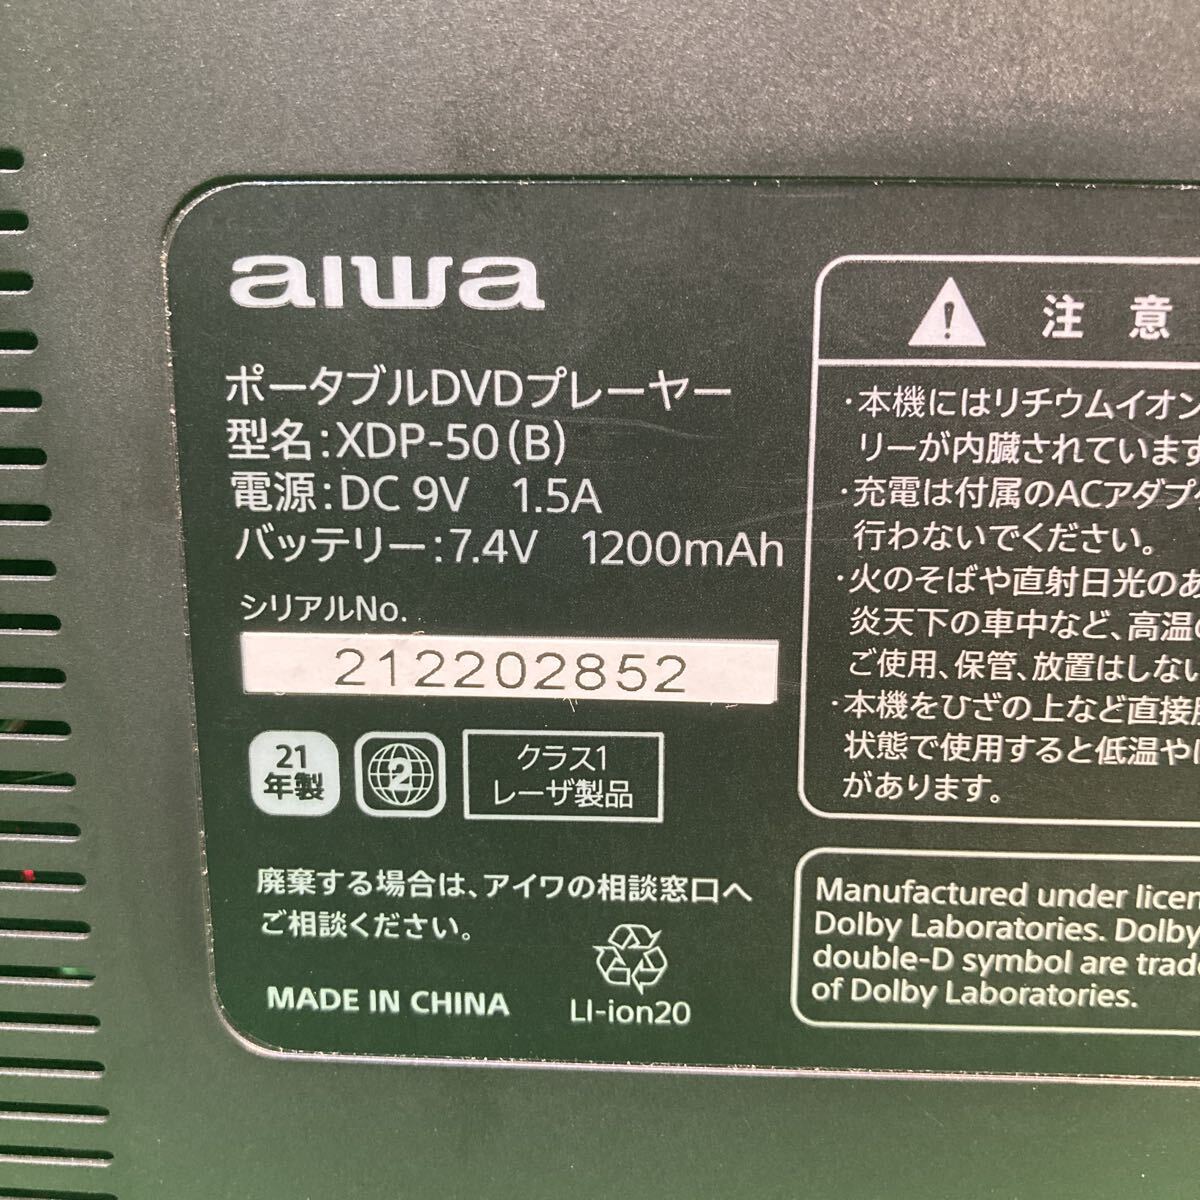 aiwa
ポータブルDVDプレーヤー
型名:XDP-50(B)
電源:DC 9V 1.5A
バッテリー:7.4V 1200mAh
シリアルNo.
212202852
21
年製
2
クラス1
レーザ製品
廃棄する場合は、アイワの相談窓口へ
ご相談ください。
MADE IN CHINA
LI-ion20
注意
・本機にはリチウムイオン
リーが内臓されています
・充電は付属のACアダプ
行わないでください。
・火のそばや直射日光のあ
炎天下の車中など、高温の
ご使用、保管、放置はしない
・本機をひざの上など直接
状態で使用すると低温や
があります。
Manufactured under licen
Dolby Laboratories. Dolby
double-D symbol are trade
of Dolby Laboratories.